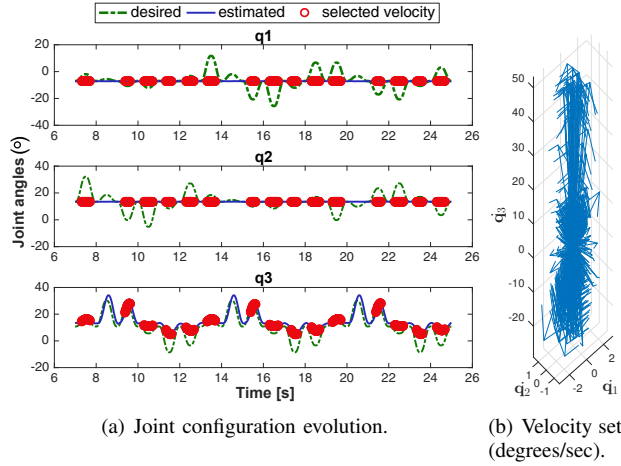 desired estimated selected velocity
q1
20
0
-20
-40
6 8 10 12 14 16 18 20 22 24 26
q2
40
20
0
-20
6 8 10 12 14 16 18 20 22 24 26
q3
40
20
0
-20
6 8 10 12 14 16 18 20 22 24 26
Joint angles (°)
Time [s]
50
40
30
20
10
0
-10
-20
q̇3
1
0
-1
q̇2
-2
0
2
q̇1
(a) Joint configuration evolution.
(b) Velocity set
(degrees/sec).